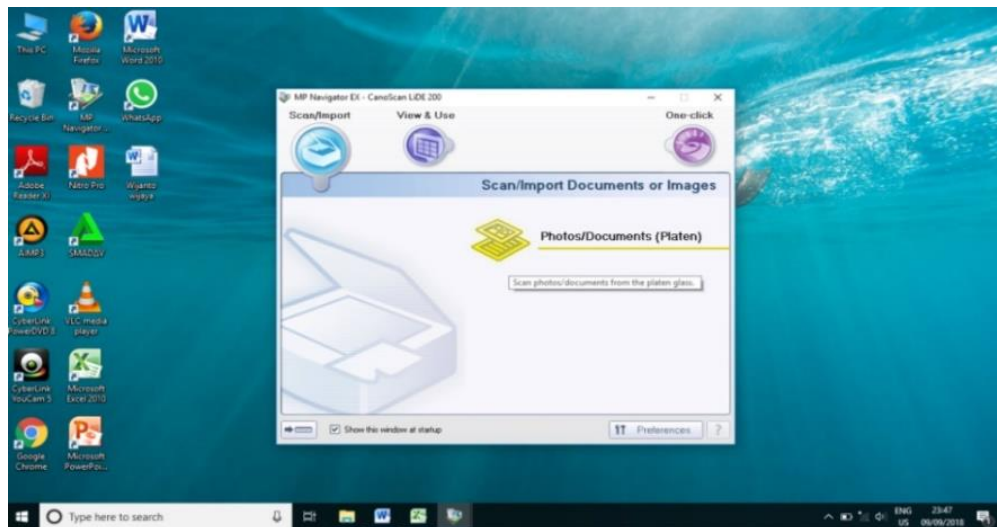 This PC
Mozilla
Firefox
Microsoft
Word 2010
Recycle Bin
MP
Navigator ...
WhatsApp
Adobe
Reader XI
Nitro Pro
Wijanto
wijaya
AIMP3
SMADAV
CyberLink
PowerDVD 8
VLC media
player
CyberLink
YouCam 5
Microsoft
Excel 2010
Google
Chrome
Microsoft
PowerPoi...
MP Navigator EX - CanoScan LiDE 200
Scan/Import
View & Use
One-click
Scan/Import Documents or Images
Photos/Documents (Platen)
Scan photos/documents from the platen glass.
Show this window at startup
Preferences
?
Type here to search
ENG
US
23:47
09/09/2018